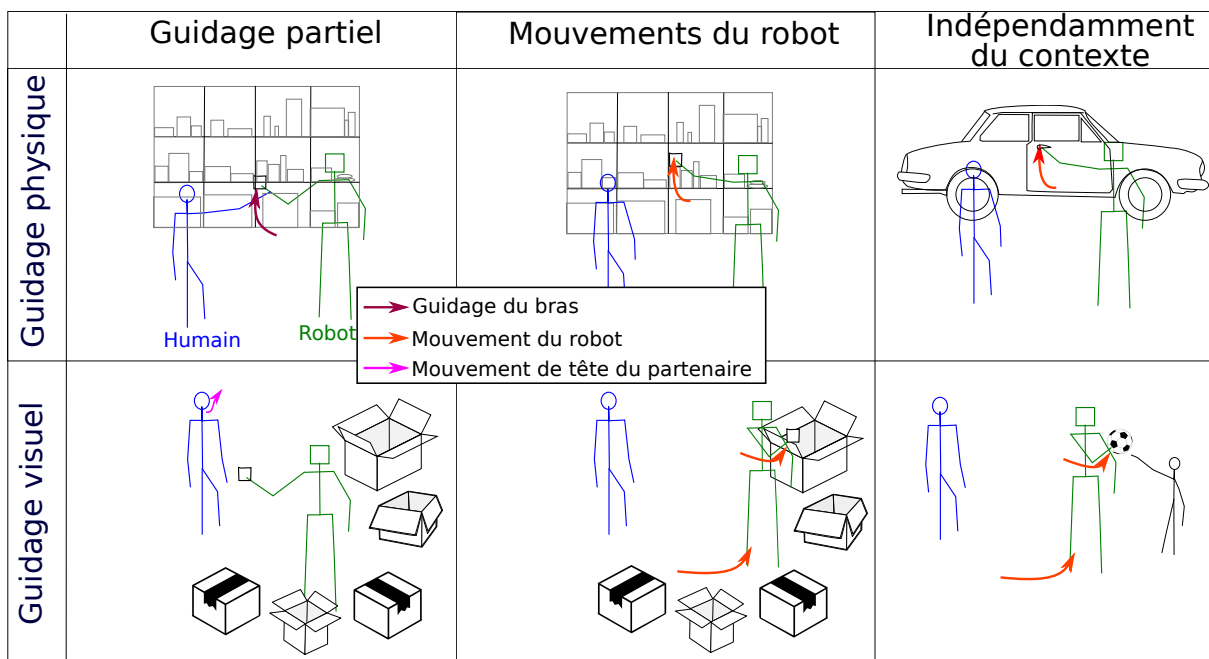 Guidage partiel
Mouvements du robot
Indépendamment
du contexte
Guidage physique
Humain
Robot
Guidage du bras
Mouvement du robot
Mouvement de tête du partenaire
Guidage visuel